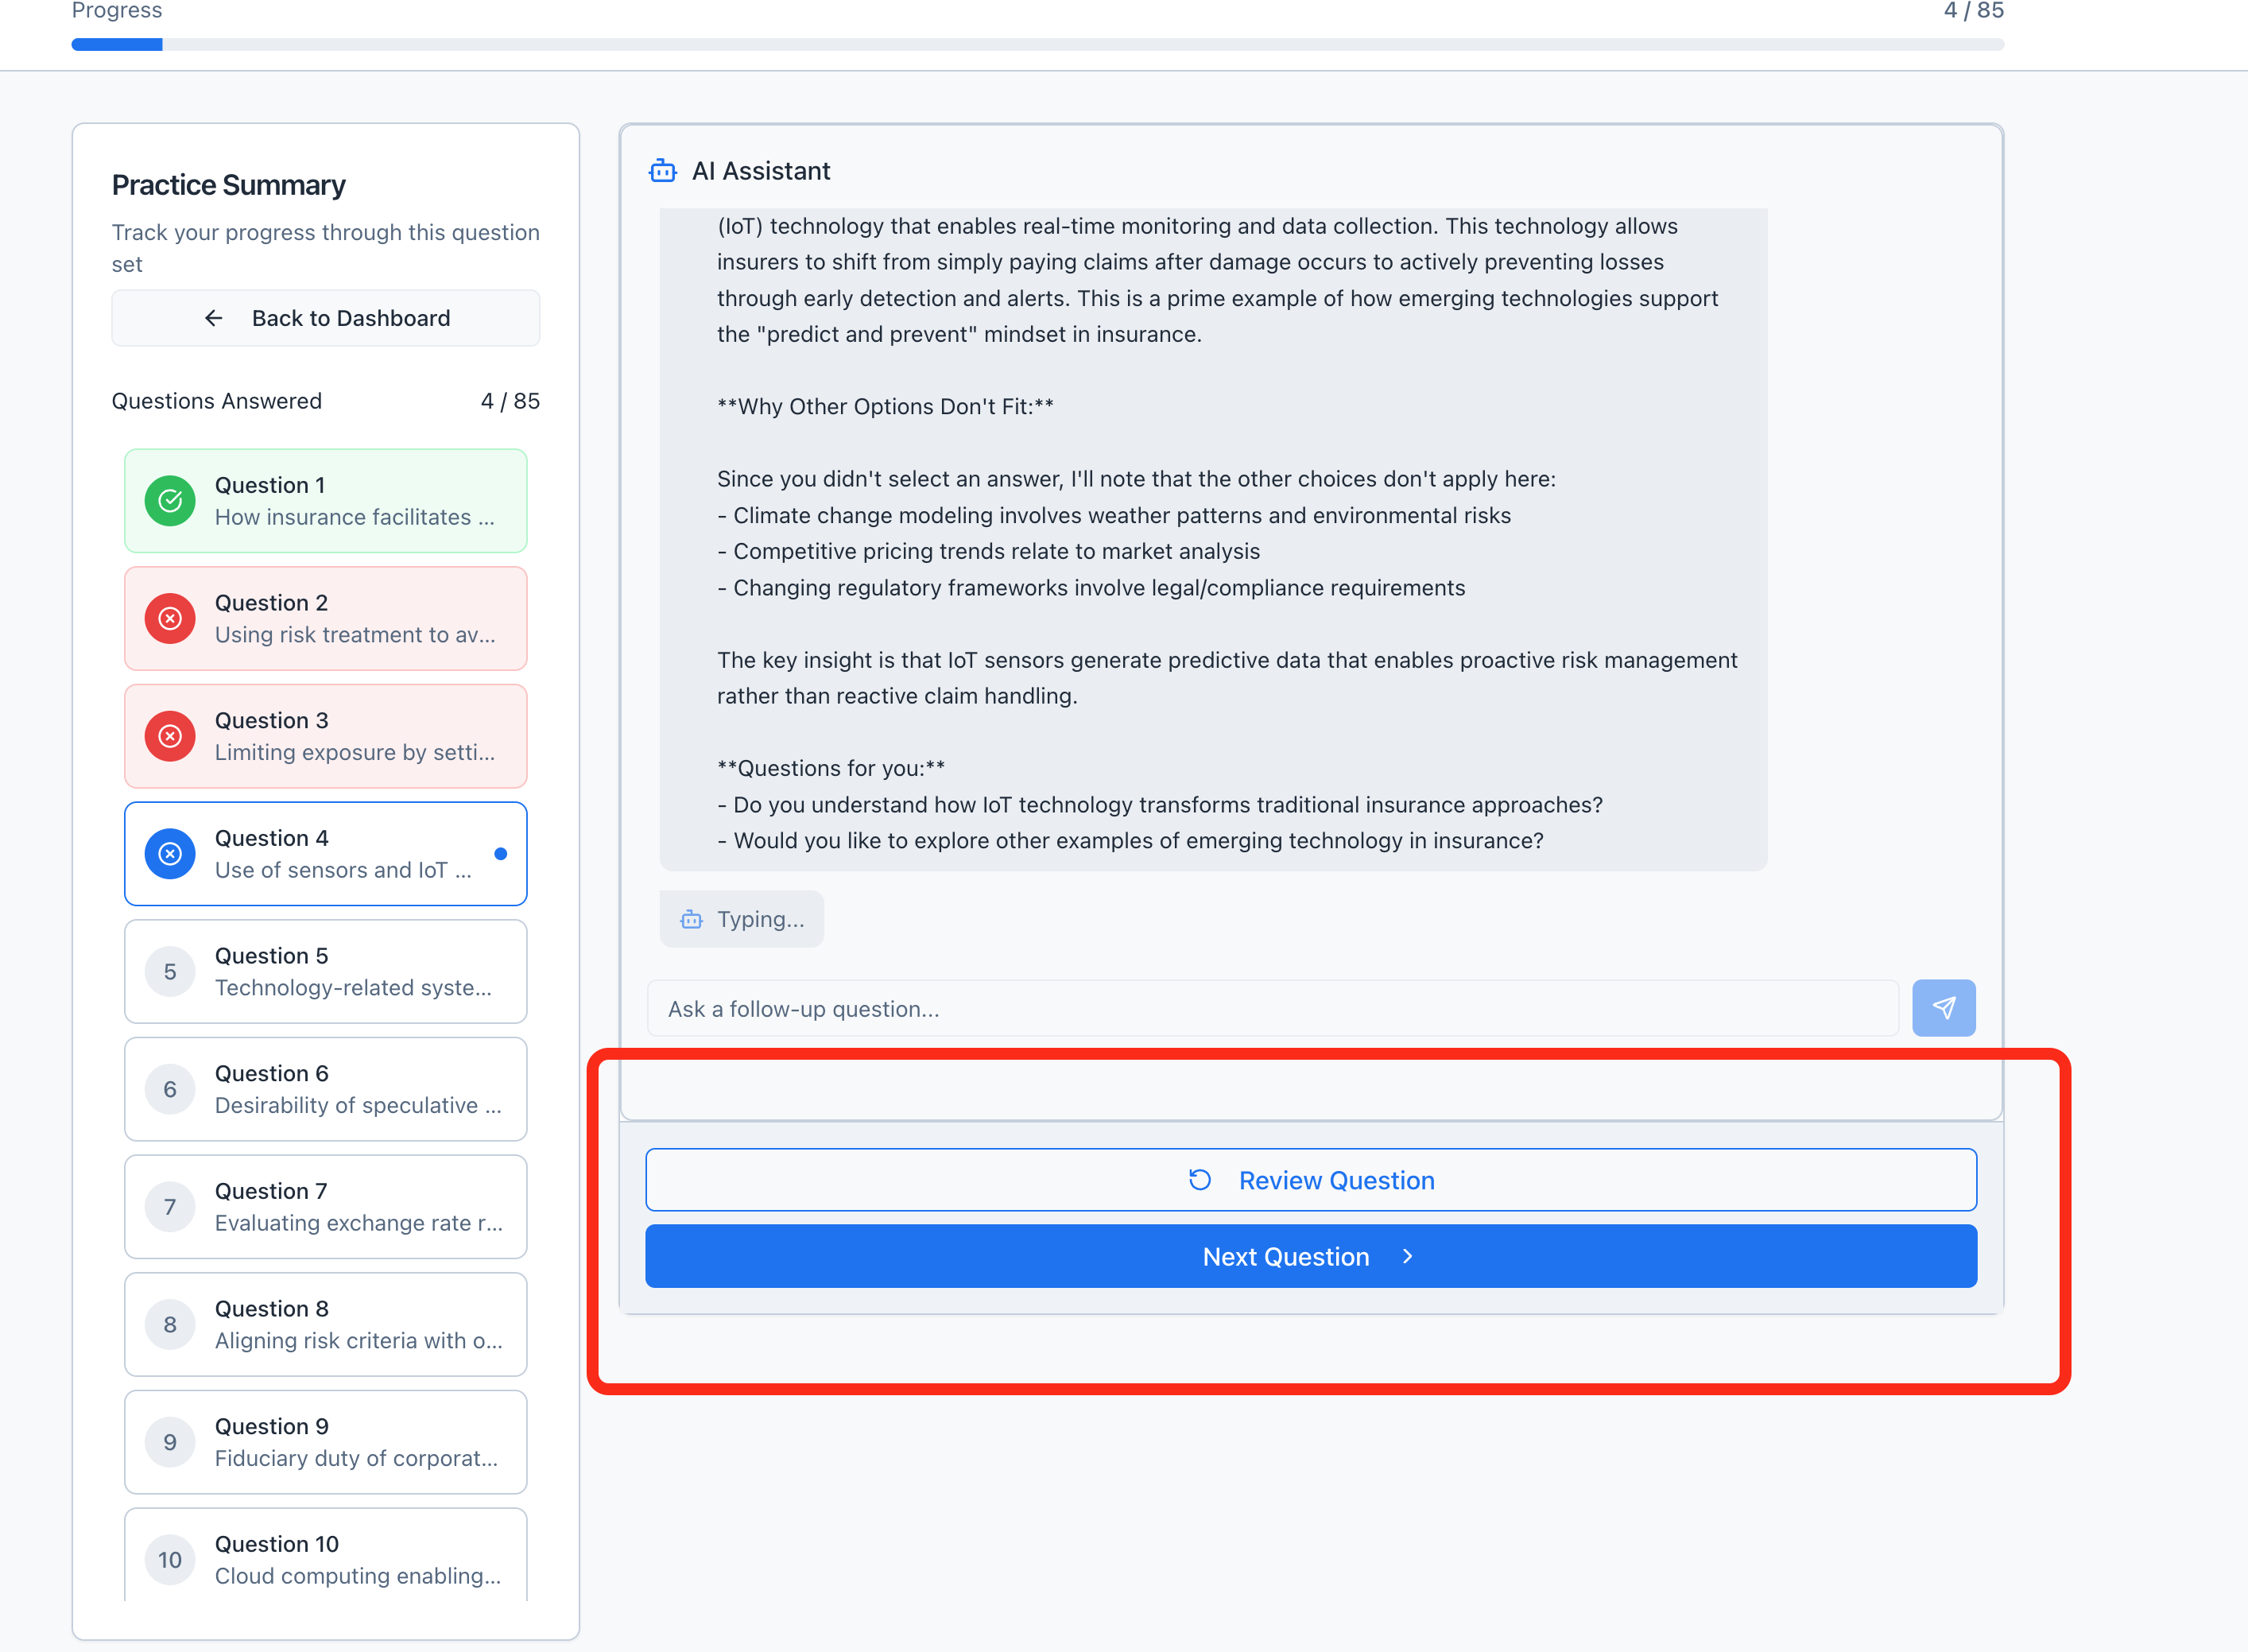 Progress
4 / 85
Practice Summary
Track your progress through this question
set
Back to Dashboard
Questions Answered
4 / 85
Question 1
How insurance facilitates ...
Question 2
Using risk treatment to av...
Question 3
Limiting exposure by setti...
Question 4
Use of sensors and IoT ...
5
Question 5
Technology-related syste...
6
Question 6
Desirability of speculative ...
7
Question 7
Evaluating exchange rate r...
8
Question 8
Aligning risk criteria with o...
9
Question 9
Fiduciary duty of corporat...
10
Question 10
Cloud computing enabling...
AI Assistant
(IoT) technology that enables real-time monitoring and data collection. This technology allows
insurers to shift from simply paying claims after damage occurs to actively preventing losses
through early detection and alerts. This is a prime example of how emerging technologies support
the "predict and prevent" mindset in insurance.
**Why Other Options Don't Fit:**
Since you didn't select an answer, I'll note that the other choices don't apply here:
- Climate change modeling involves weather patterns and environmental risks
- Competitive pricing trends relate to market analysis
- Changing regulatory frameworks involve legal/compliance requirements
The key insight is that IoT sensors generate predictive data that enables proactive risk management
rather than reactive claim handling.
**Questions for you:**
- Do you understand how IoT technology transforms traditional insurance approaches?
- Would you like to explore other examples of emerging technology in insurance?
Typing...
Ask a follow-up question...
Review Question
Next Question